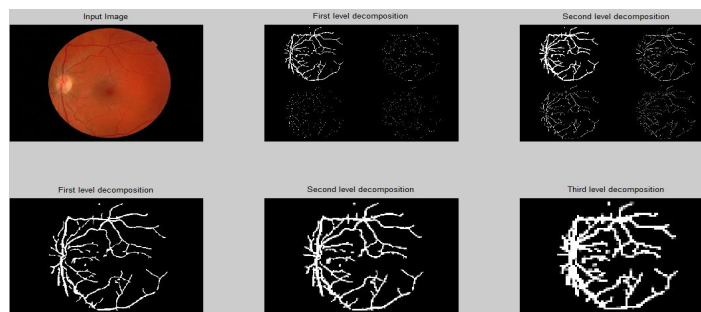 Input Image
First level decomposition
Second level decomposition
First level decomposition
Second level decomposition
Third level decomposition